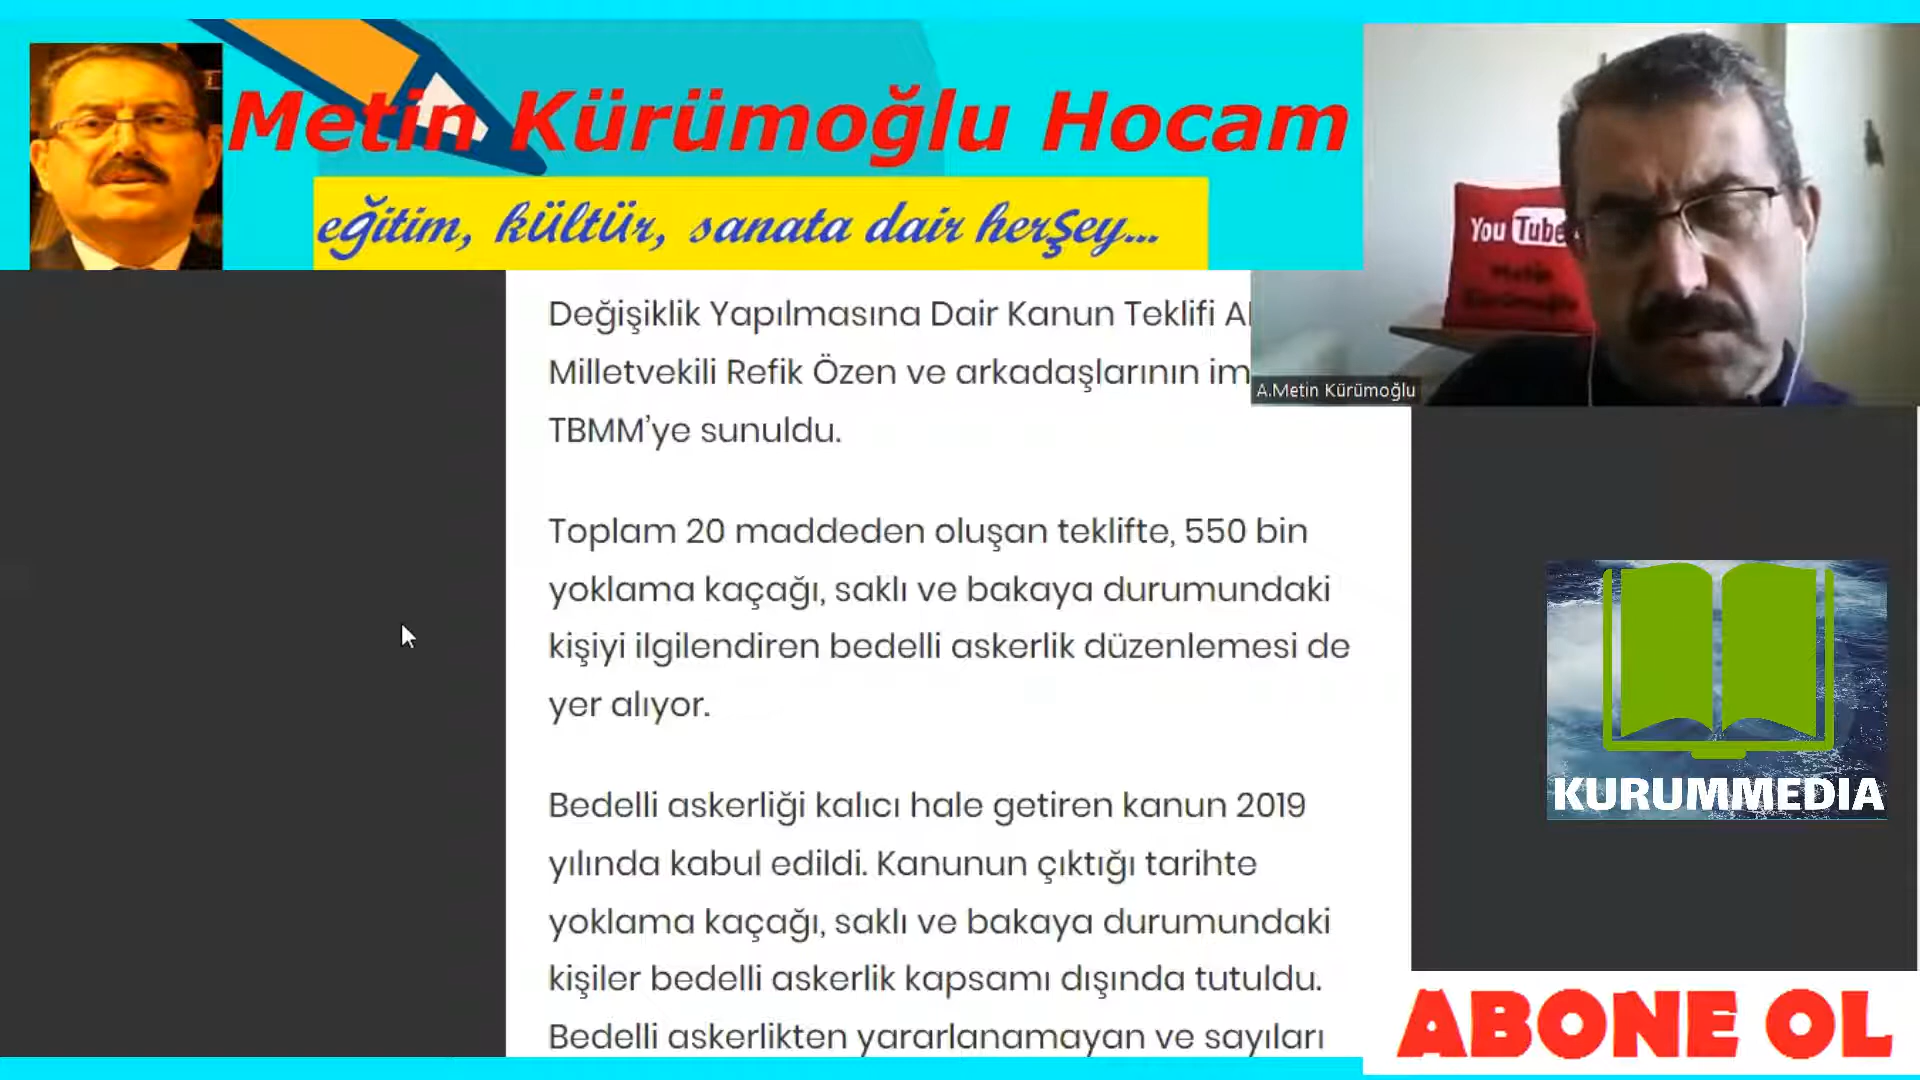 Metin Kürümoğlu Hocam
eğitim, kültür, sanata dair herşey...
You Tube
Metin
Kürümoğlu
A.Metin Kürümoğlu
Değişiklik Yapılmasına Dair Kanun Teklifi
Milletvekili Refik Özen ve arkadaşlarının
TBMM’ye sunuldu.
Toplam 20 maddeden oluşan teklifte, 550 bin
yoklama kaçağı, saklı ve bakaya durumundaki
kişiyi ilgilendiren bedelli askerlik düzenlemesi de
yer alıyor.
Bedelli askerliği kalıcı hale getiren kanun 2019
yılında kabul edildi. Kanunun çıktığı tarihte
yoklama kaçağı, saklı ve bakaya durumundaki
kişiler bedelli askerlik kapsamı dışında tutuldu.
Bedelli askerlikten yararlanamayan ve sayıları
KURUMMEDIA
ABONE OL